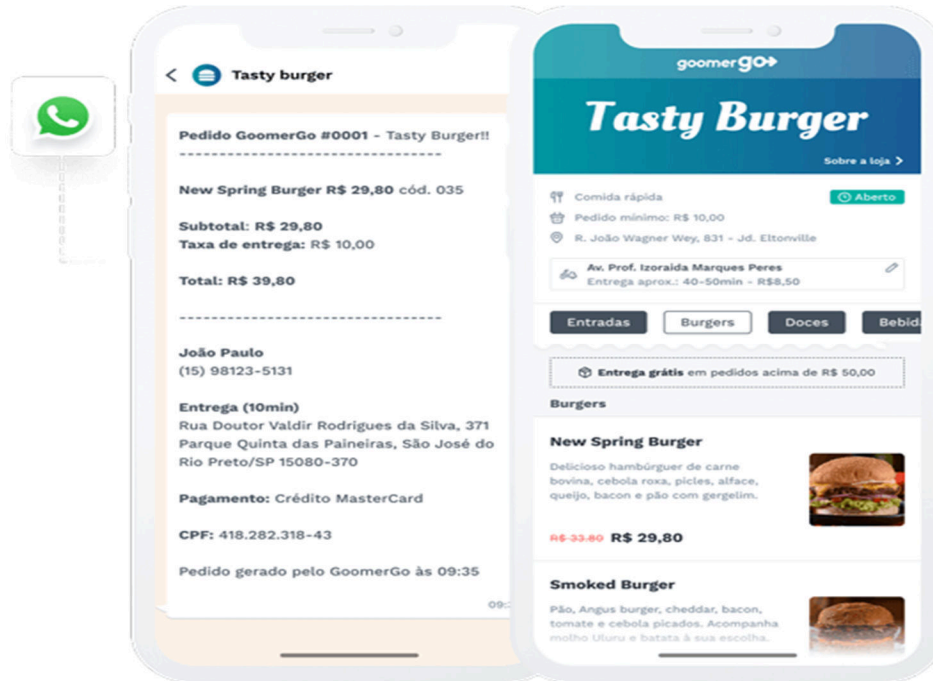 Tasty burger
Pedido GoomerGo #0001 - Tasty Burger!!
--------------------------------
New Spring Burger R$ 29,80 cód. 035
Subtotal: R$ 29,80
Taxa de entrega: R$ 10,00
Total: R$ 39,80
--------------------------------
João Paulo
(15) 98123-5131
Entrega (10min)
Rua Doutor Valdir Rodrigues da Silva, 371
Parque Quinta das Paineiras, São José do
Rio Preto/SP 15080-370
Pagamento: Crédito MasterCard
CPF: 418.282.318-43
Pedido gerado pelo GoomerGo às 09:35
goomergo
Tasty Burger
Sobre a loja
Comida rápida
Aberto
Pedido mínimo: R$ 10,00
R. João Wagner Wey, 831 - Jd. Eltonville
Av. Prof. Izoraida Marques Peres
Entrega aprox.: 40-50min - R$8,50
Entradas Burgers Doces Bebid
Entrega grátis em pedidos acima de R$ 50,00
Burgers
New Spring Burger
Delicioso hambúrguer de carne
bovina, cebola roxa, picles, alface,
queijo, bacon e pão com gergelim.
R$ 33,80 R$ 29,80
Smoked Burger
Pão, Angus burger, cheddar, bacon,
tomate e cebola picados. Acompanha
molho Uluru e batata à sua escolha.